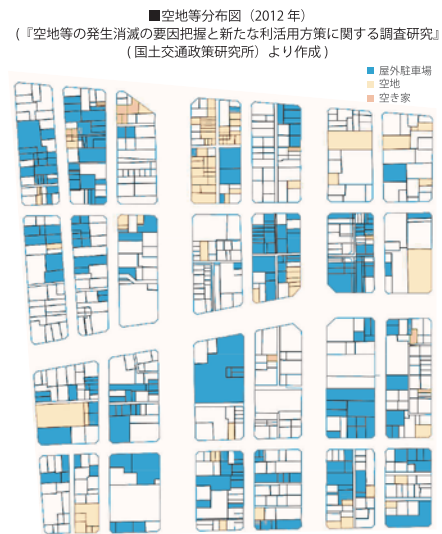 ■空地等分布図（2012 年）
(『空地等の発生消滅の要因把握と新たな利活用方策に関する調査研究』
( 国土交通政策研究所）より作成 )
屋外駐車場
空地
空き家